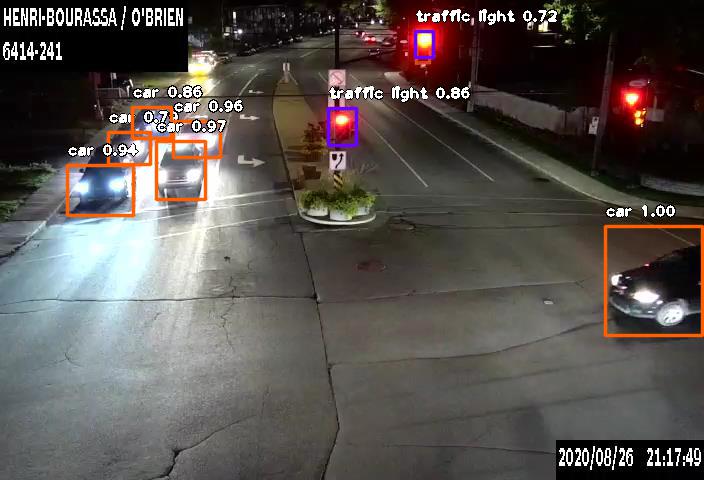 HENRI-BOURASSA / O'BRIEN
6414-241
traffic light 0.72
traffic light 0.86
car 0.86
car 0.96
car 0.97
car 0.94
car 1.00
2020/08/26 21:17:49